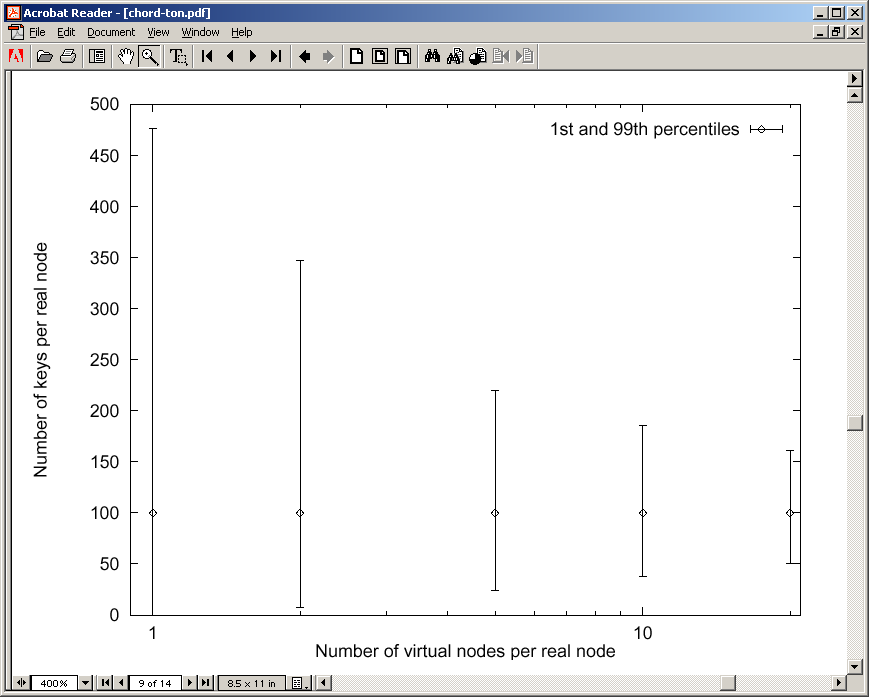 Acrobat Reader - [chord-ton.pdf]
File Edit Document View Window Help
500
1st and 99th percentiles
450
400
350
300
250
200
150
100
50
0
Number of keys per real node
1 10
Number of virtual nodes per real node
400% 9 of 14 8.5 x 11 in